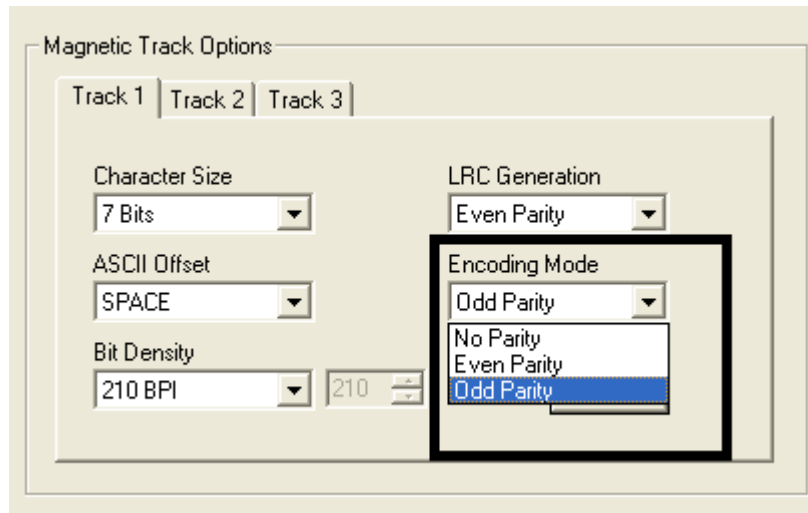 Magnetic Track Options
Track 1 Track 2 Track 3
Character Size
7 Bits
LRC Generation
Even Parity
ASCII Offset
SPACE
Encoding Mode
Odd Parity
No Parity
Even Parity
Odd Parity
Bit Density
210 BPI 210